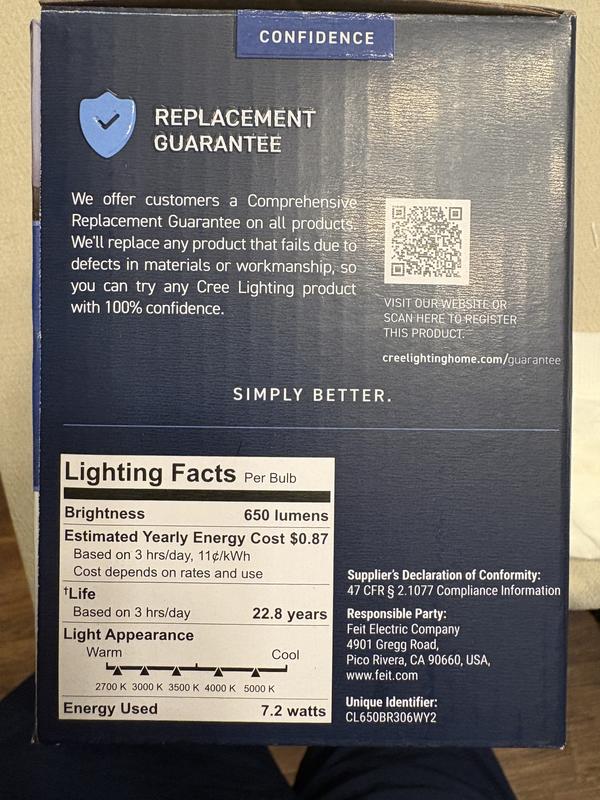 CONFIDENCE
REPLACEMENT
GUARANTEE
We offer customers a Comprehensive
Replacement Guarantee on all products.
We'll replace any product that fails due to
defects in materials or workmanship, so
you can try any Cree Lighting product
with 100% confidence.
VISIT OUR WEBSITE OR
SCAN HERE TO REGISTER
THIS PRODUCT.
creelightinghome.com/guarantee
SIMPLY BETTER.
Lighting Facts Per Bulb
Brightness 650 lumens
Estimated Yearly Energy Cost $0.87
Based on 3 hrs/day, 11¢/kWh
Cost depends on rates and use
†Life
Based on 3 hrs/day 22.8 years
Light Appearance
Warm Cool
2700 K 3000 K 3500 K 4000 K 5000 K
Energy Used 7.2 watts
Supplier's Declaration of Conformity:
47 CFR § 2.1077 Compliance Information
Responsible Party:
Feit Electric Company
4901 Gregg Road,
Pico Rivera, CA 90660, USA,
www.feit.com
Unique Identifier:
CL650BR306WY2